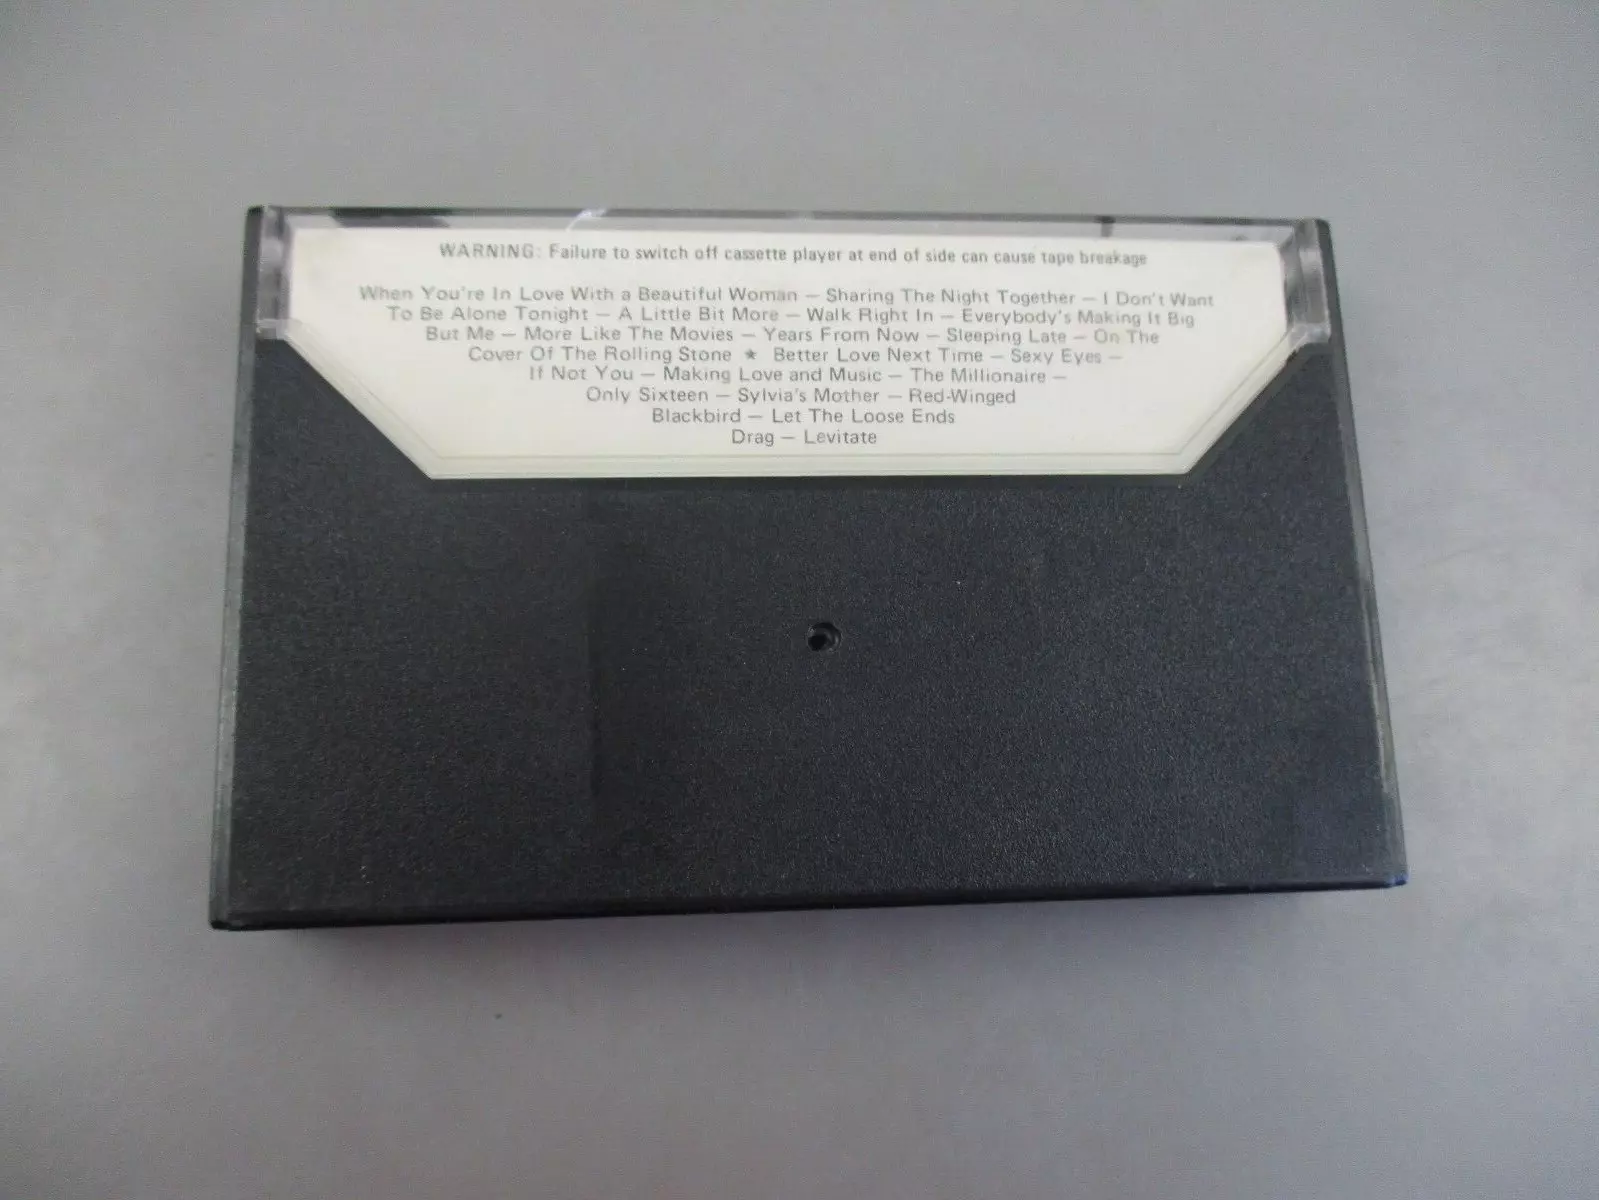 WARNING: Failure to switch off cassette player at end of side can cause tape breakage
When You're In Love With a Beautiful Woman — Sharing The Night Together — I Don't Want
To Be Alone Tonight — A Little Bit More — Walk Right In — Everybody's Making It Big
But Me — More Like The Movies — Years From Now — Sleeping Late — On The
Cover Of The Rolling Stone ★ Better Love Next Time — Sexy Eyes —
If Not You — Making Love and Music — The Millionaire —
Only Sixteen — Sylvia's Mother — Red-Winged
Blackbird — Let The Loose Ends
Drag — Levitate